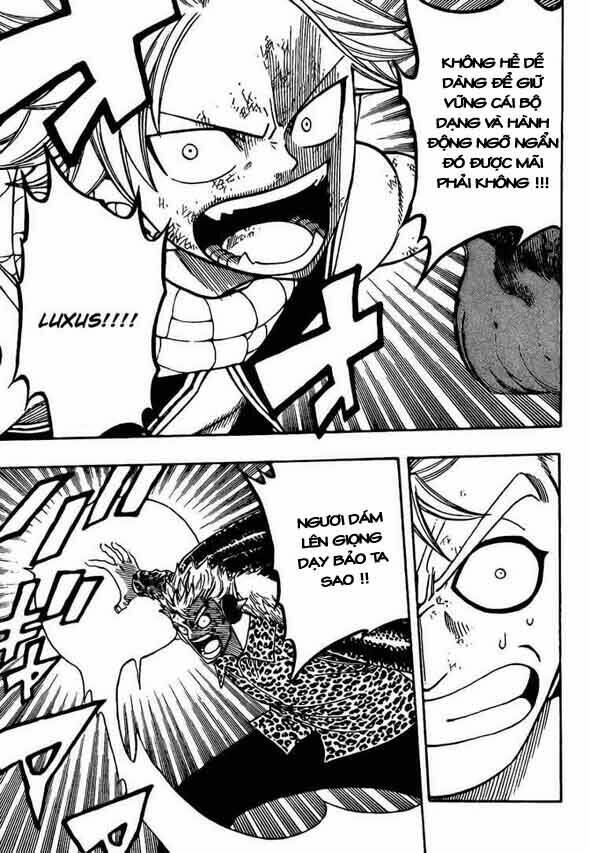 KHÔNG HỀ DỄ
DÀNG ĐỂ GIỮ
VỮNG CÁI BỘ
DẠNG VÀ HÀNH
ĐỘNG NGỠ NGẨN
ĐÓ ĐƯỢC MÃI
PHẢI KHÔNG !!!
LUXUS!!!!
NGƯƠI DÁM
LÊN GIỌNG
DẠY BẢO TA
SAO !!